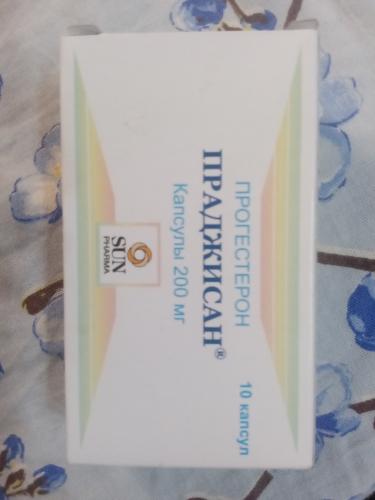 ПРОГЕСТЕРОН
ПРАДЖИСАН®
Капсулы 200 мг
SUN
PHARMA
10 капсул